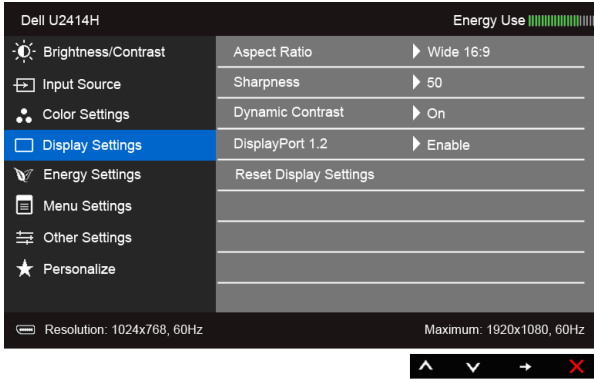 Dell U2414H Energy Use
Brightness/Contrast Aspect Ratio Wide 16:9
Input Source Sharpness 50
Color Settings Dynamic Contrast On
Display Settings DisplayPort 1.2 Enable
Energy Settings Reset Display Settings
Menu Settings
Other Settings
Personalize
Resolution: 1024x768, 60Hz Maximum: 1920x1080, 60Hz